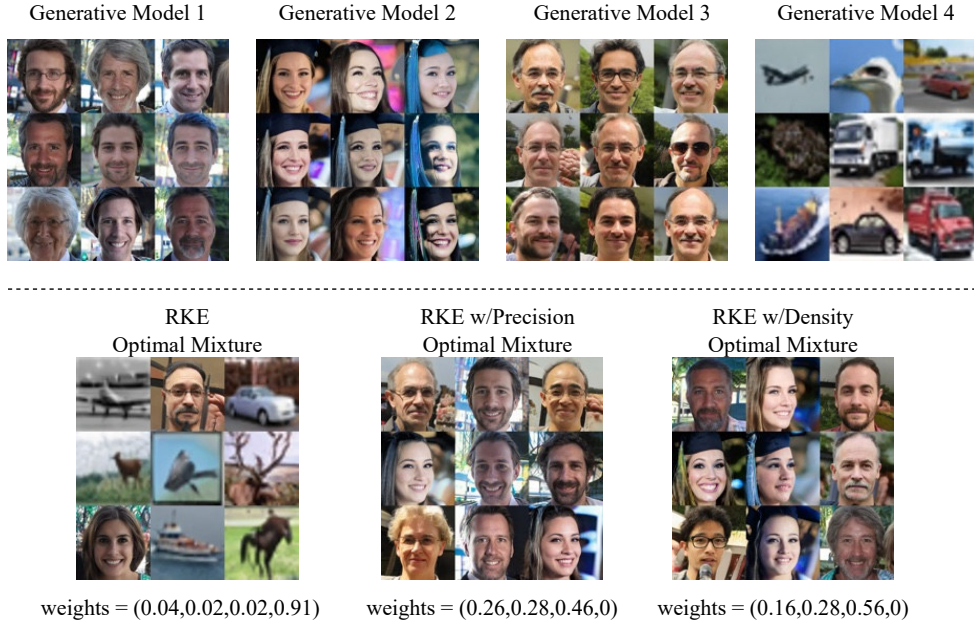 Generative Model 1
Generative Model 2
Generative Model 3
Generative Model 4
RKE
Optimal Mixture
RKE w/Precision
Optimal Mixture
RKE w/Density
Optimal Mixture
weights = (0.04,0.02,0.02,0.91)
weights = (0.26,0.28,0.46,0)
weights = (0.16,0.28,0.56,0)